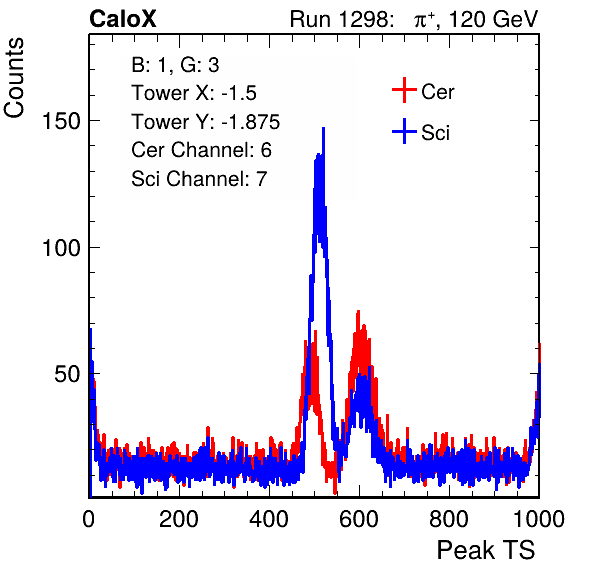 CaloX Run 1298: π+, 120 GeV
B: 1, G: 3
Tower X: -1.5
Tower Y: -1.875
Cer Channel: 6
Sci Channel: 7
Cer
Sci
Counts
150
100
50
0 200 400 600 800 1000
Peak TS